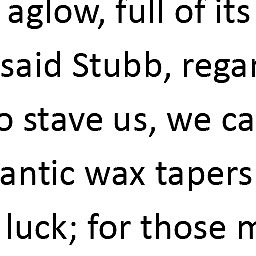 aglow, full of its
said Stubb, regar
o stave us, we ca
antic wax tapers
luck; for those m